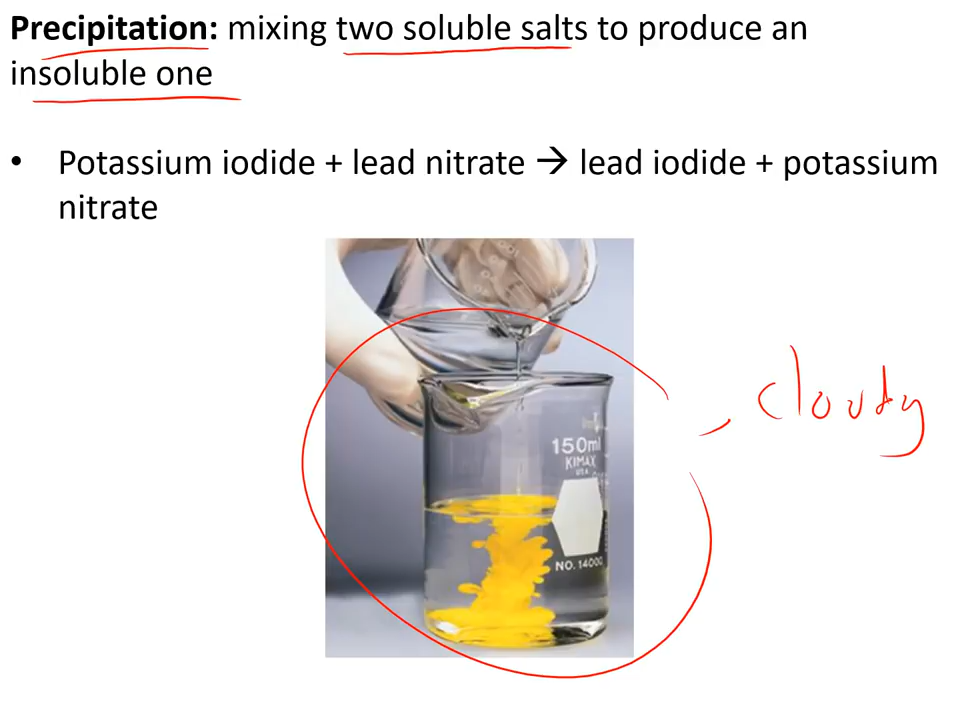 Precipitation: mixing two soluble salts to produce an
insoluble one
• Potassium iodide + lead nitrate → lead iodide + potassium
nitrate
cloudy
150ml
KIMAX
U.S.A.
NO. 14000